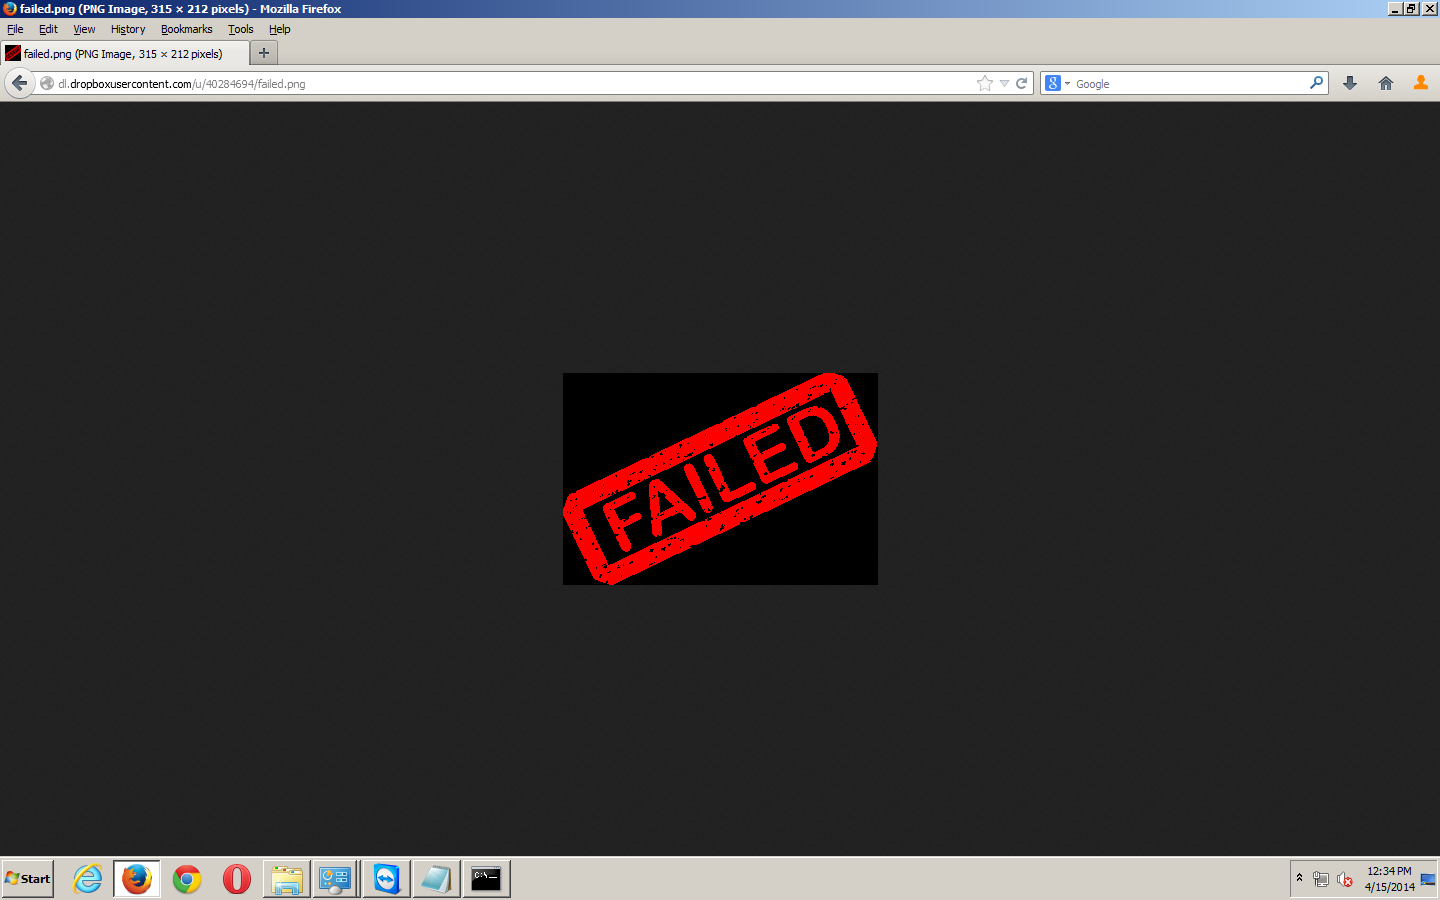 failed.png (PNG Image, 315 × 212 pixels) - Mozilla Firefox
File Edit View History Bookmarks Tools Help
failed.png (PNG Image, 315 × 212 pixels)
dl.dropboxusercontent.com/u/40284694/failed.png
Google
FAILED
Start
C:\
12:34 PM
4/15/2014